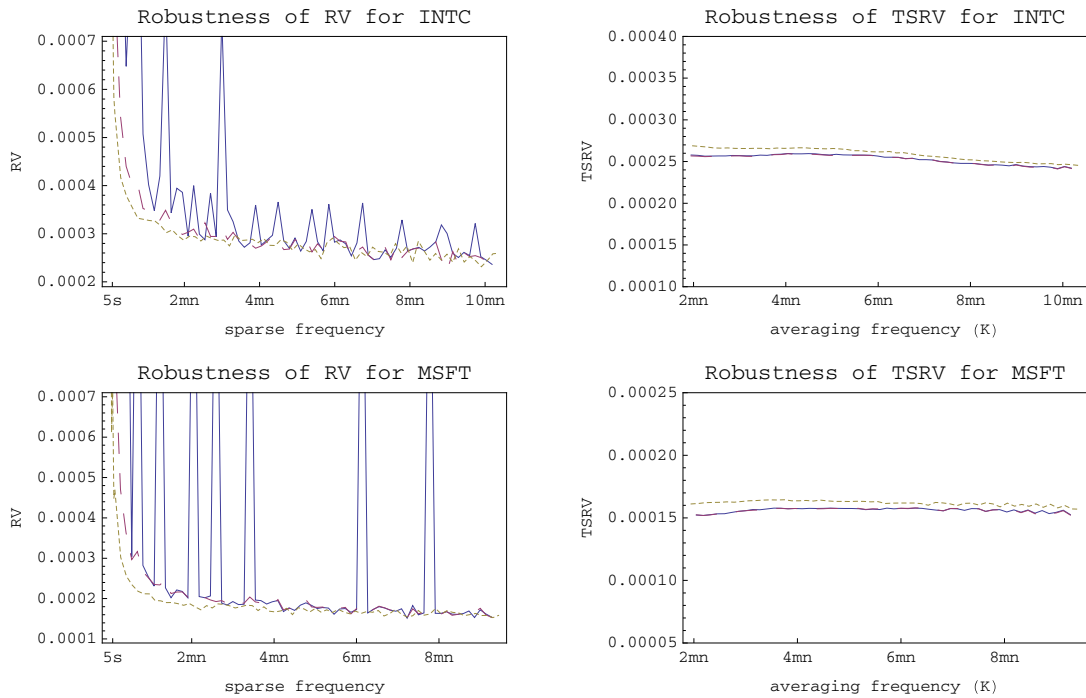 Robustness of RV for INTC
0.0007
0.0006
0.0005
0.0004
0.0003
0.0002
RV
5s 2mn 4mn 6mn 8mn 10mn
sparse frequency
Robustness of TSRV for INTC
0.00040
0.00035
0.00030
0.00025
0.00020
0.00015
0.00010
TSRV
2mn 4mn 6mn 8mn 10mn
averaging frequency (K)
Robustness of RV for MSFT
0.0007
0.0006
0.0005
0.0004
0.0003
0.0002
0.0001
RV
5s 2mn 4mn 6mn 8mn
sparse frequency
Robustness of TSRV for MSFT
0.00025
0.00020
0.00015
0.00010
0.00005
TSRV
2mn 4mn 6mn 8mn
averaging frequency (K)